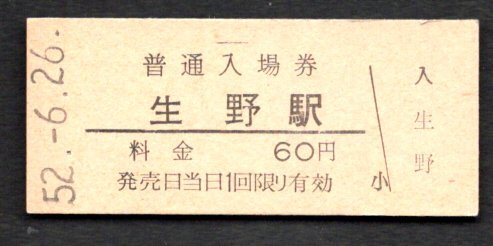 52.-6.26.
普通入場券
生野駅
料金 60円
発売日当日1回限り有効 小
入
生
野